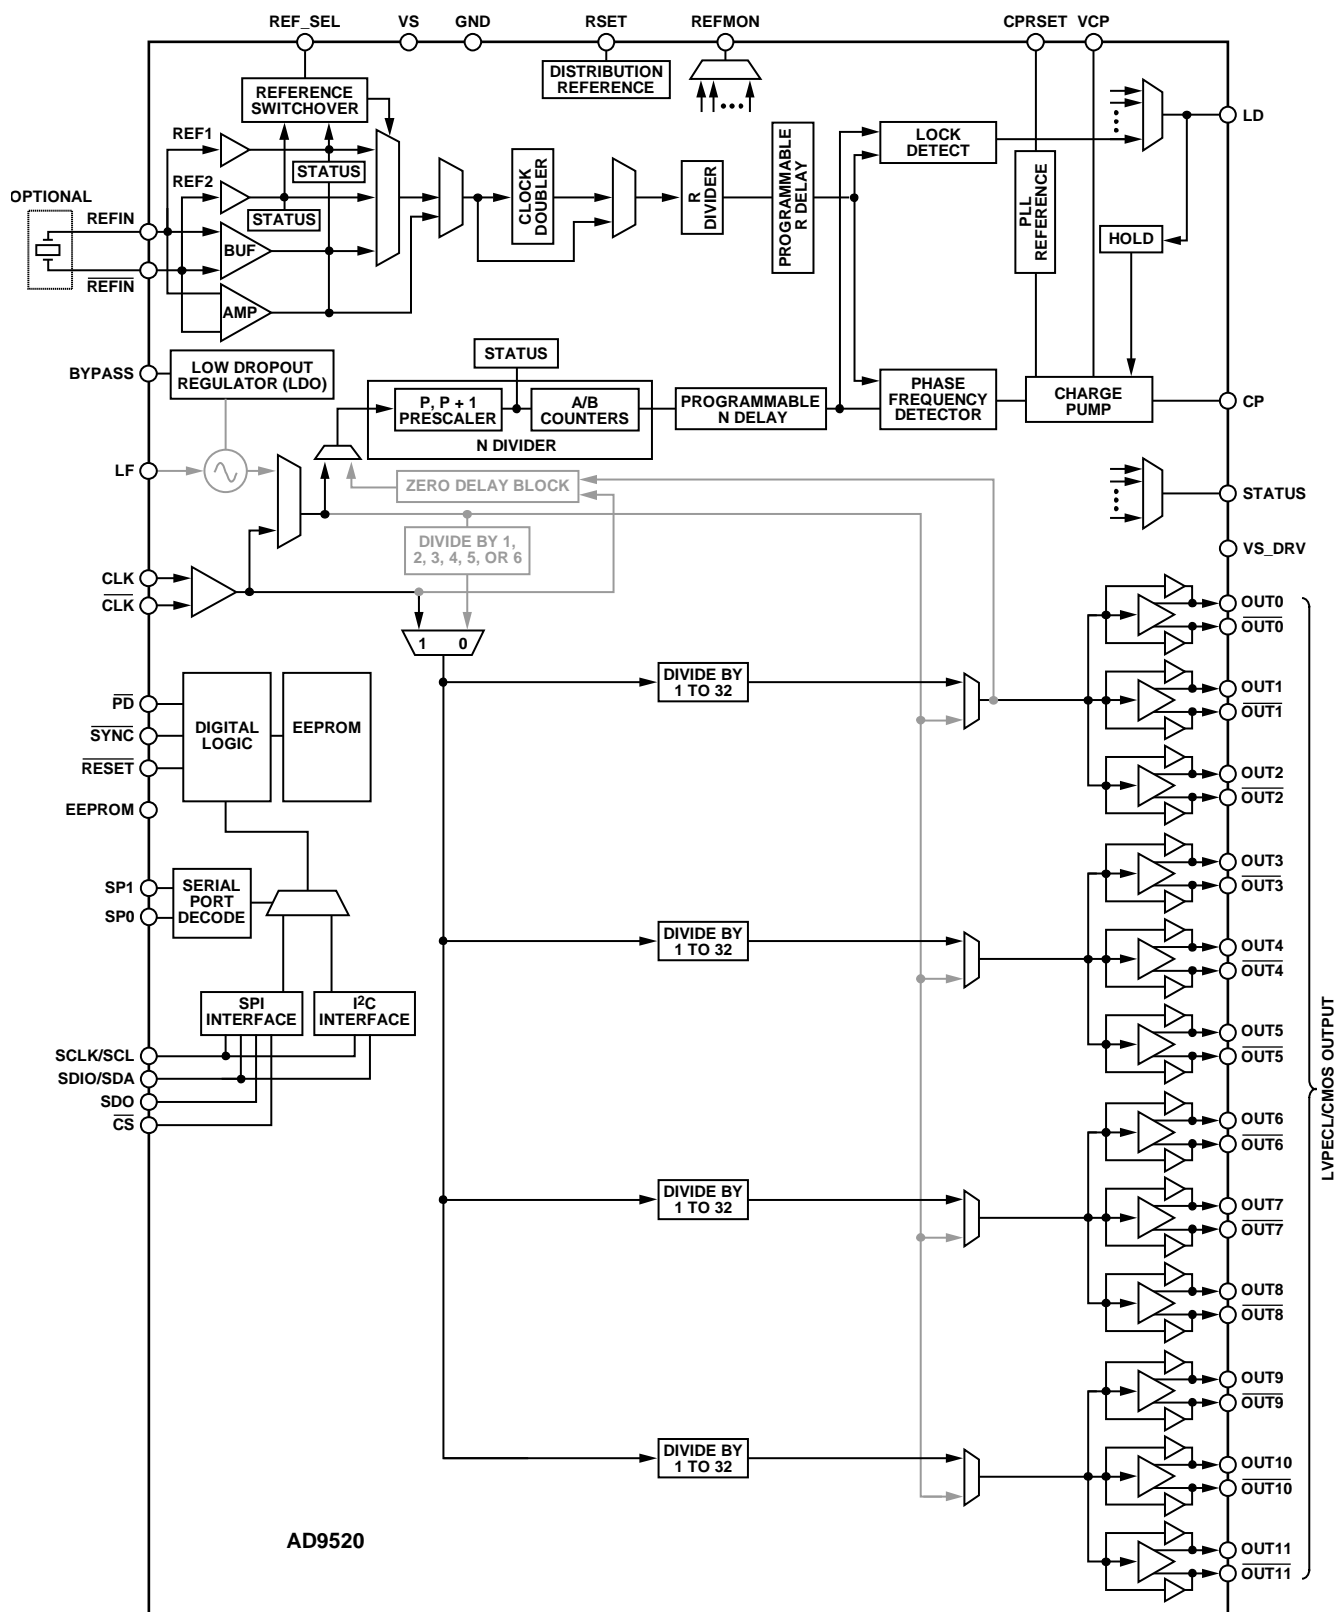 REF_SEL
VS
GND
RSET
REFMON
CPRSET
VCP
DISTRIBUTION
REFERENCE
REFERENCE
SWITCHOVER
REF1
REF2
STATUS
STATUS
OPTIONAL
REFIN
REFIN
BUF
AMP
CLOCK
DOUBLER
R
DIVIDER
PROGRAMMABLE
R DELAY
LOCK
DETECT
LD
PLL
REFERENCE
HOLD
BYPASS
LOW DROPOUT
REGULATOR (LDO)
STATUS
P, P + 1
PRESCALER
A/B
COUNTERS
N DIVIDER
PROGRAMMABLE
N DELAY
PHASE
FREQUENCY
DETECTOR
CHARGE
PUMP
CP
LF
ZERO DELAY BLOCK
STATUS
DIVIDE BY 1,
2, 3, 4, 5, OR 6
VS_DRV
CLK
CLK
1 0
OUT0
OUT0
DIVIDE BY
1 TO 32
OUT1
OUT1
PD
SYNC
RESET
DIGITAL
LOGIC
EEPROM
EEPROM
OUT2
OUT2
SP1
SP0
SERIAL
PORT
DECODE
OUT3
OUT3
DIVIDE BY
1 TO 32
OUT4
OUT4
SPI
INTERFACE
I2C
INTERFACE
OUT5
OUT5
SCLK/SCL
SDIO/SDA
SDO
CS
LVPECL/CMOS OUTPUT
OUT6
OUT6
DIVIDE BY
1 TO 32
OUT7
OUT7
OUT8
OUT8
OUT9
OUT9
DIVIDE BY
1 TO 32
OUT10
OUT10
AD9520
OUT11
OUT11